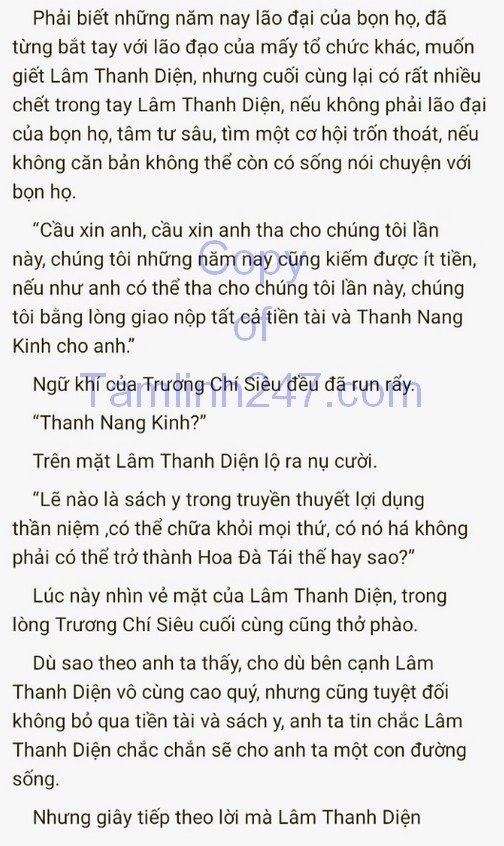 Phải biết những năm nay lão đại của bọn họ, đã
từng bắt tay với lão đạo của mấy tổ chức khác, muốn
giết Lâm Thanh Diện, nhưng cuối cùng lại có rất nhiều
chết trong tay Lâm Thanh Diện, nếu không phải lão đại
của bọn họ, tâm tư sâu, tìm một cơ hội trốn thoát, nếu
không căn bản không thể còn có sống nói chuyện với
bọn họ.
“Cầu xin anh, cầu xin anh tha cho chúng tôi lần
này, chúng tôi những năm nay cũng kiếm được ít tiền,
nếu như anh có thể tha cho chúng tôi lần này, chúng
tôi bằng lòng giao nộp tất cả tiền tài và Thanh Nang
Kinh cho anh.”
Ngữ khí của Trương Chí Siêu đều đã run rẩy.
“Thanh Nang Kinh?”
Trên mặt Lâm Thanh Diện lộ ra nụ cười.
“Lẽ nào là sách y trong truyền thuyết lợi dụng
thần niệm ,có thể chữa khỏi mọi thứ, có nó há không
phải có thể trở thành Hoa Đà Tái thế hay sao?”
Lúc này nhìn vẻ mặt của Lâm Thanh Diện, trong
lòng Trương Chí Siêu cuối cùng cũng thở phào.
Dù sao theo anh ta thấy, cho dù bên cạnh Lâm
Thanh Diện vô cùng cao quý, nhưng cũng tuyệt đối
không bỏ qua tiền tài và sách y, anh ta tin chắc Lâm
Thanh Diện chắc chắn sẽ cho anh ta một con đường
sống.
Nhưng giây tiếp theo lời mà Lâm Thanh Diện
Copy
of
Tamlinh247.com